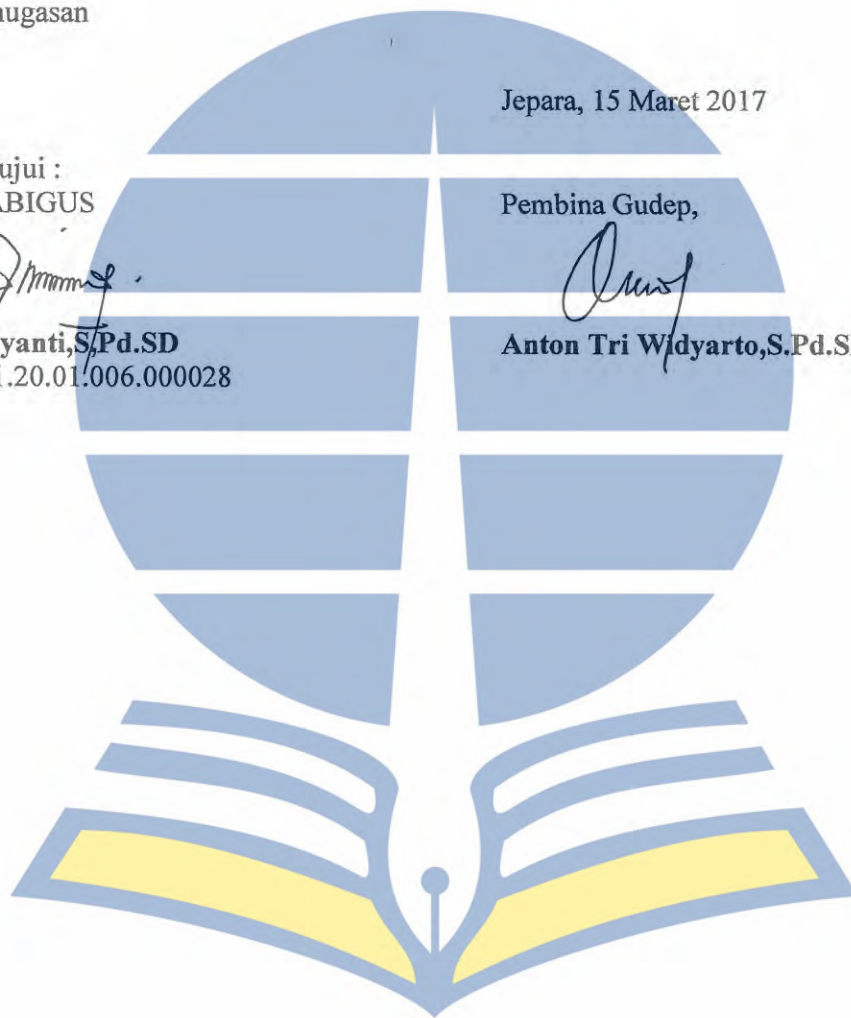 nugasan
Jepara, 15 Maret 2017
ujui :
ABIGUS
Pembina Gudep,
yanti,S,Pd.SD
.20.01.006.000028
Anton Tri Widyarto,S.Pd.S